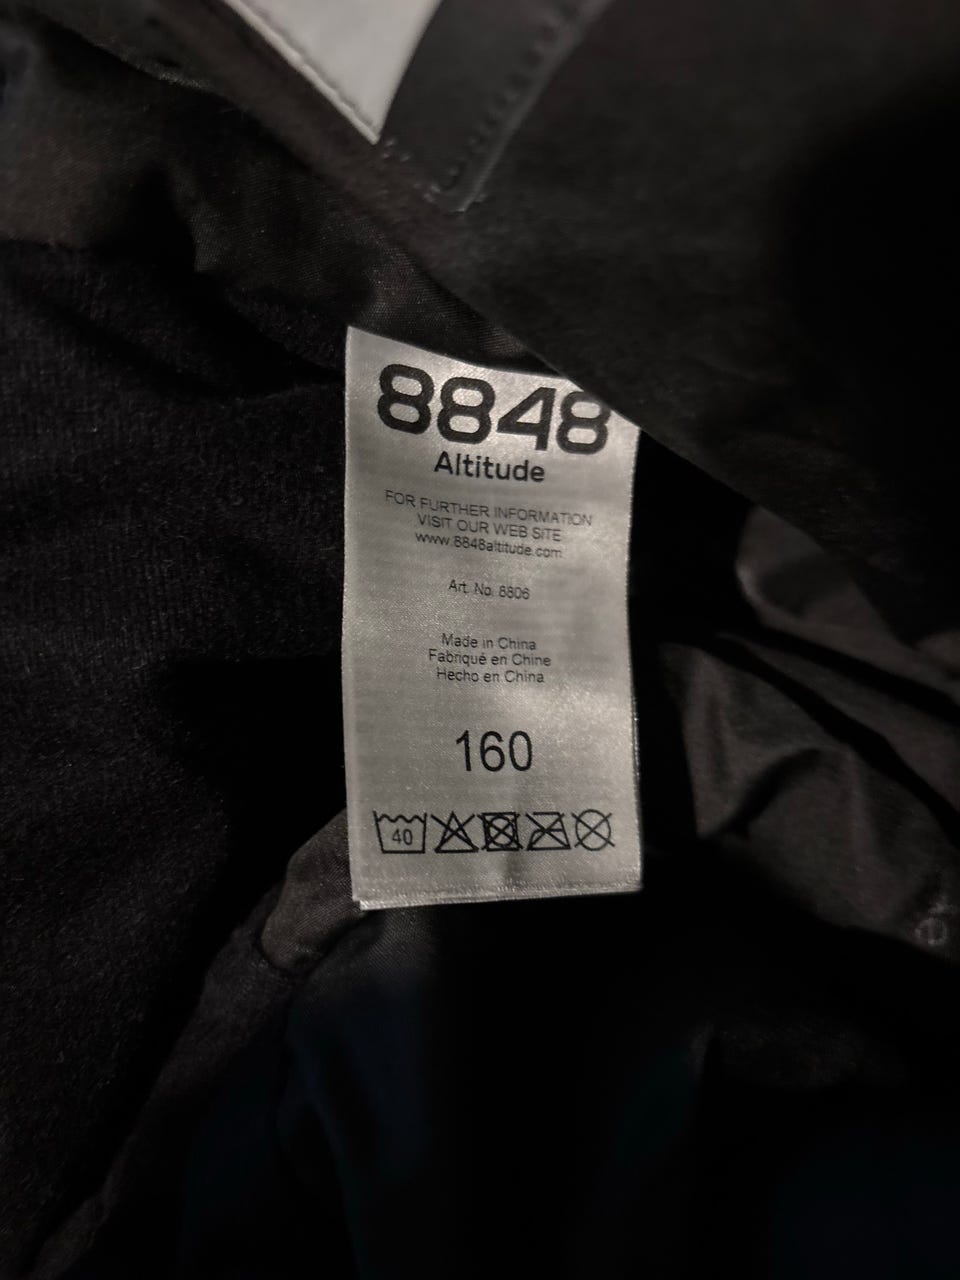 8848
Altitude
FOR FURTHER INFORMATION
VISIT OUR WEB SITE
www.8848altitude.com
Art. No. 8806
Made in China
Fabriqué en Chine
Hecho en China
160
40